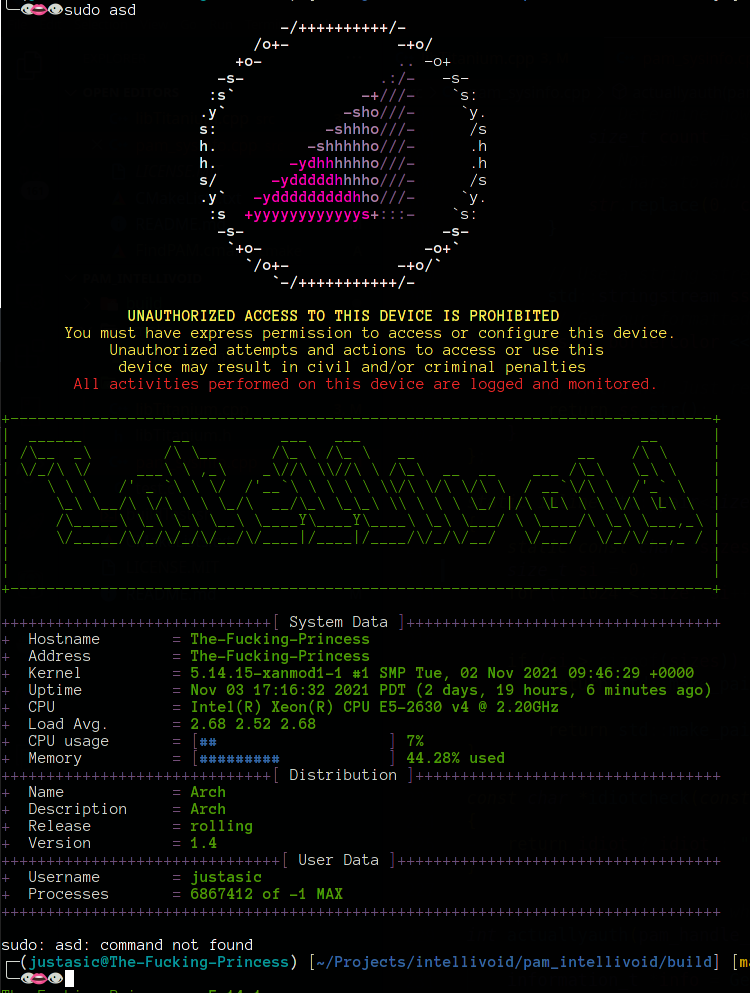 sudo asd
UNAUTHORIZED ACCESS TO THIS DEVICE IS PROHIBITED
You must have express permission to access or configure this device.
Unauthorized attempts and actions to access or use this
device may result in civil and/or criminal penalties
All activities performed on this device are logged and monitored.
Intellivoid
[ System Data ]
+ Hostname = The-Fucking-Princess
+ Address = The-Fucking-Princess
+ Kernel = 5.14.15-xanmod1-1 #1 SMP Tue, 02 Nov 2021 09:46:29 +0000
+ Uptime = Nov 03 17:16:32 2021 PDT (2 days, 19 hours, 6 minutes ago)
+ CPU = Intel(R) Xeon(R) CPU E5-2630 v4 @ 2.20GHz
+ Load Avg. = 2.68 2.52 2.68
+ CPU usage = [## ] 7%
+ Memory = [######### ] 44.28% used
[ Distribution ]
+ Name = Arch
+ Description = Arch
+ Release = rolling
+ Version = 1.4
[ User Data ]
+ Username = justasic
+ Processes = 6867412 of -1 MAX
sudo: asd: command not found
(justasic@The-Fucking-Princess) [~/Projects/intellivoid/pam_intellivoid/build] [ma